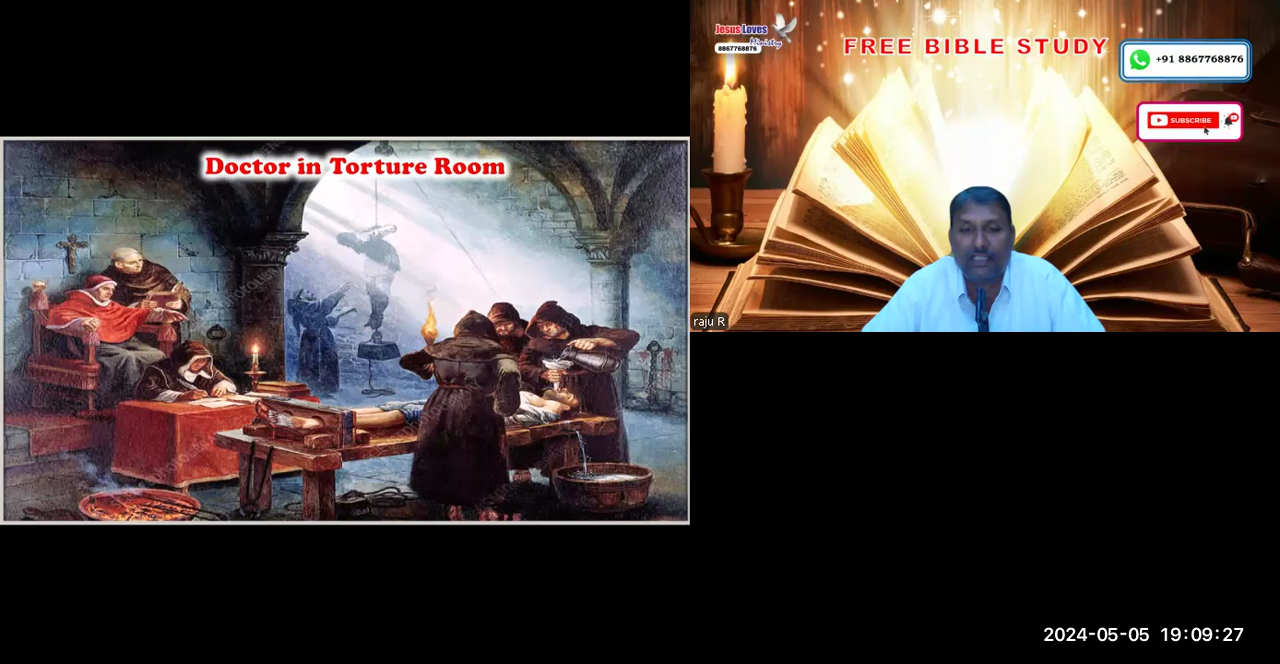 Doctor in Torture Room
Jesus Loves
Ministry
8867768876
FREE BIBLE STUDY
+91 8867768876
SUBSCRIBE
raju R
2024-05-05 19:09:27